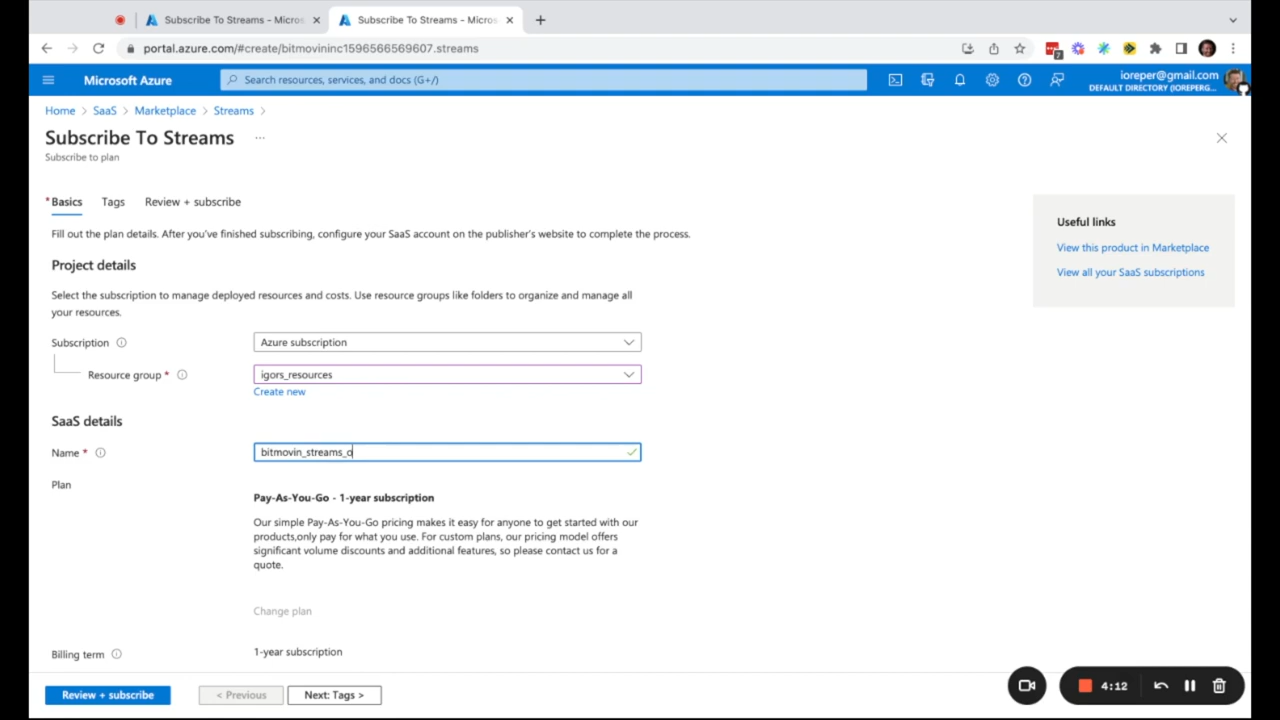 Subscribe To Streams - Micros
Subscribe To Streams - Micros
portal.azure.com/#create/bitmovininc1596566569607.streams
7
Microsoft Azure
Search resources, services, and docs (G+/)
ioreper@gmail.com
DEFAULT DIRECTORY (IOREPERG...
Home > SaaS > Marketplace > Streams >
Subscribe To Streams ...
Subscribe to plan
* Basics Tags Review + subscribe
Fill out the plan details. After you've finished subscribing, configure your SaaS account on the publisher's website to complete the process.
Project details
Select the subscription to manage deployed resources and costs. Use resource groups like folders to organize and manage all
your resources.
Subscription
Azure subscription
Resource group *
igors_resources
Create new
SaaS details
Name *
bitmovin_streams_o
Plan
Pay-As-You-Go - 1-year subscription
Our simple Pay-As-You-Go pricing makes it easy for anyone to get started with our
products,only pay for what you use. For custom plans, our pricing model offers
significant volume discounts and additional features, so please contact us for a
quote.
Change plan
Billing term
1-year subscription
Useful links
View this product in Marketplace
View all your SaaS subscriptions
Review + subscribe
< Previous
Next: Tags >
4:12